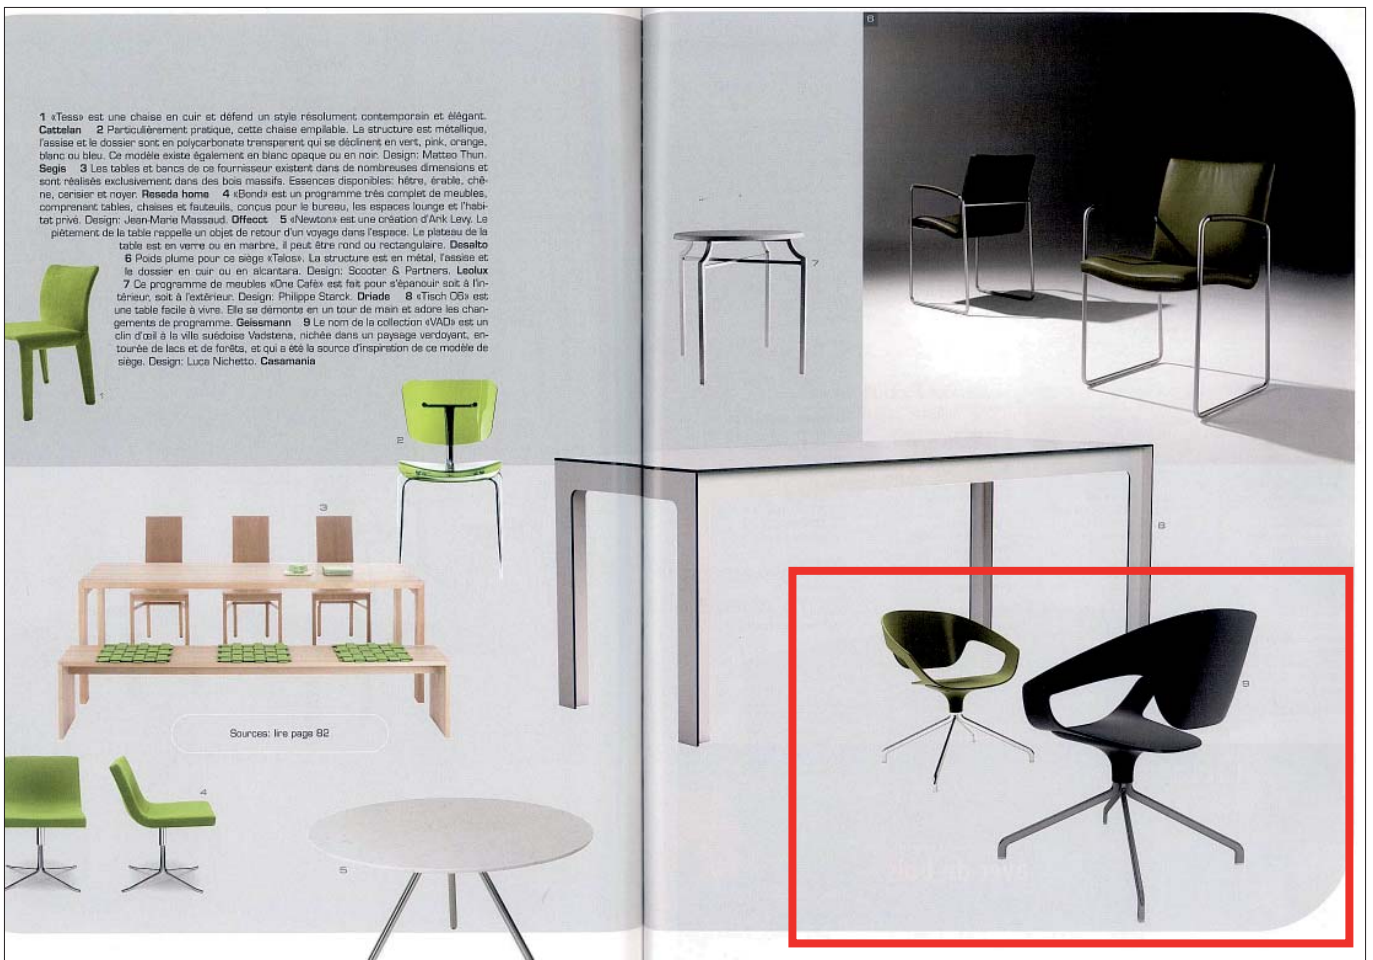 1 «Tess» est une chaise en cuir et défend un style résolument contemporain et élégant.
Cattelan 2 Particulièrement pratique, cette chaise empilable. La structure est métallique,
l'assise et le dossier sont en polycarbonate transparent qui se déclinent en vert, pink, orange,
blanc ou bleu. Ce modèle existe également en blanc opaque ou en noir. Design: Matteo Thun.
Segis 3 Les tables et bancs de ce fournisseur existent dans de nombreuses dimensions et
sont réalisés exclusivement dans des bois massifs. Essences disponibles: hêtre, érable, chê-
ne, cerisier et noyer. Reseda home 4 «Bond» est un programme très complet de meubles,
comprenant tables, chaises et fauteuils, conçus pour le bureau, les espaces lounge et l'habi-
tat privé. Design: Jean-Marie Massaud. Offecct 5 «Newton» est une création d'Arik Levy. Le
piètement de la table rappelle un objet de retour d'un voyage dans l'espace. Le plateau de la
table est en verre ou en marbre, il peut être rond ou rectangulaire. Desalto
6 Poids plume pour ce siège «Talos». La structure est en métal, l'assise et
le dossier en cuir ou en alcantara. Design: Scooter & Partners. Leolux
7 Ce programme de meubles «One Cafè» est fait pour s'épanouir soit à l'in-
térieur, soit à l'extérieur. Design: Philippe Starck. Driade 8 «Tisch 06» est
une table facile à vivre. Elle se démonte en un tour de main et adore les chan-
gements de programme. Geissmann 9 Le nom de la collection «VAD» est un
clin d'œil à la ville suédoise Vadstena, nichée dans un paysage verdoyant, en-
tourée de lacs et de forêts, et qui a été la source d'inspiration de ce modèle de
siège. Design: Luca Nichetto. Casamania
1
2
3
Sources: lire page 82
4
5
6
7
8
9